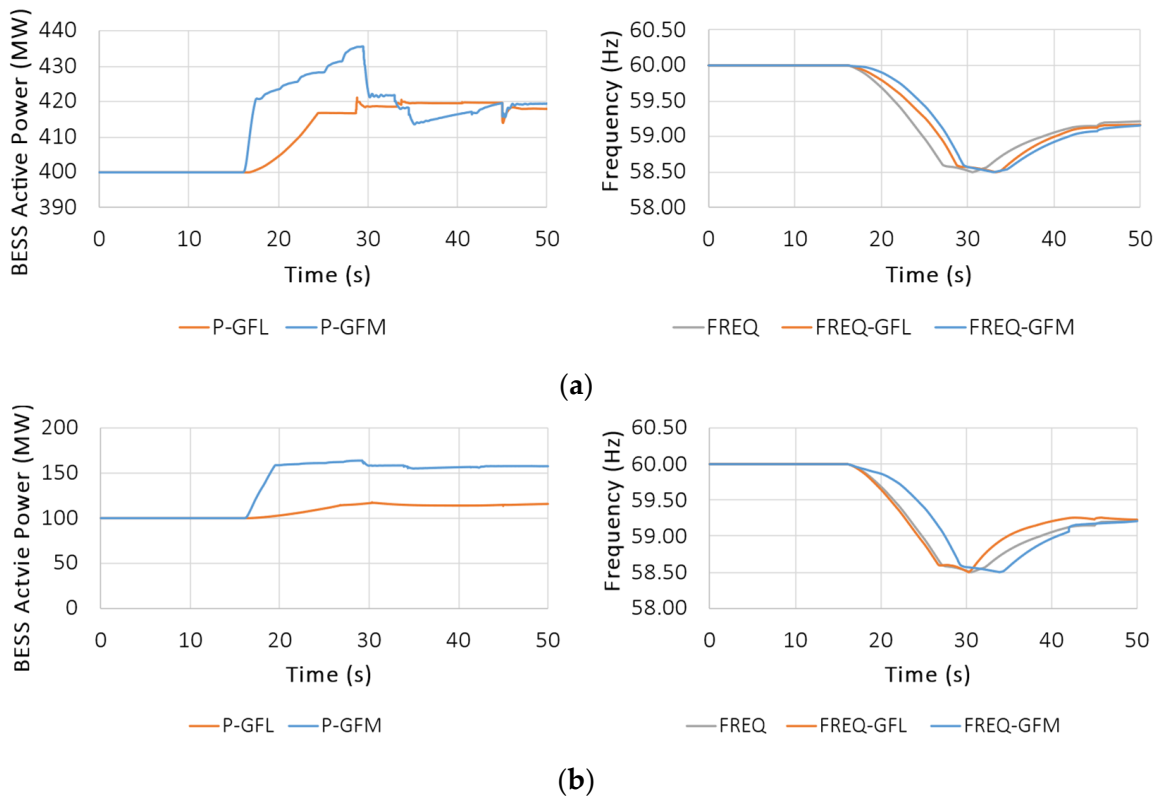 BESS Active Power (MW)
440
430
420
410
400
390
0 10 20 30 40 50
Time (s)
P-GFL P-GFM
Frequency (Hz)
60.50
60.00
59.50
59.00
58.50
58.00
0 10 20 30 40 50
Time (s)
FREQ FREQ-GFL FREQ-GFM
(a)
BESS Actvie Power (MW)
200
150
100
50
0
0 10 20 30 40 50
Time (s)
P-GFL P-GFM
Frequency (Hz)
60.50
60.00
59.50
59.00
58.50
58.00
0 10 20 30 40 50
Time (s)
FREQ FREQ-GFL FREQ-GFM
(b)